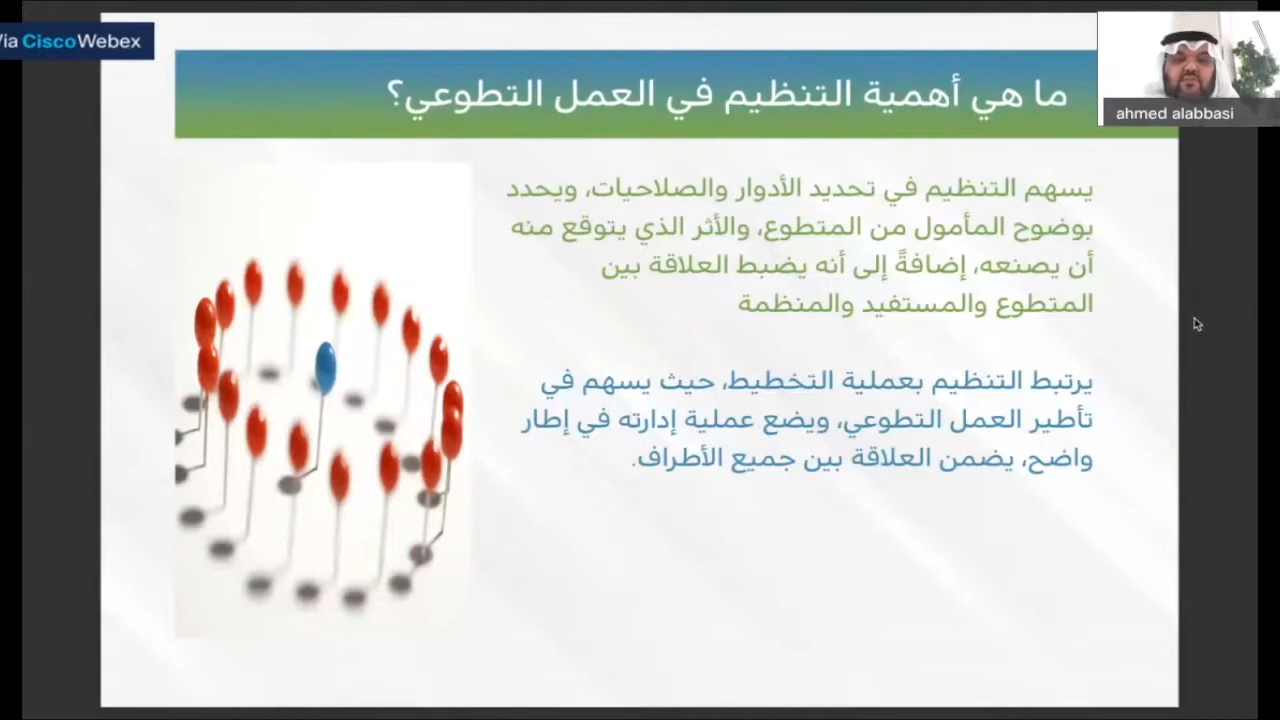 Via Cisco Webex
ahmed alabbasi
ما هي أهمية التنظيم في العمل التطوعي؟
يسهم التنظيم في تحديد الأدوار والصلاحيات، ويحدد
بوضوح المأمول من المتطوع، والأثر الذي يتوقع منه
أن يصنعه، إضافةً إلى أنه يضبط العلاقة بين
المتطوع والمستفيد والمنظمة
يرتبط التنظيم بعملية التخطيط، حيث يسهم في
تأطير العمل التطوعي، ويضع عملية إدارته في إطار
واضح، يضمن العلاقة بين جميع الأطراف.